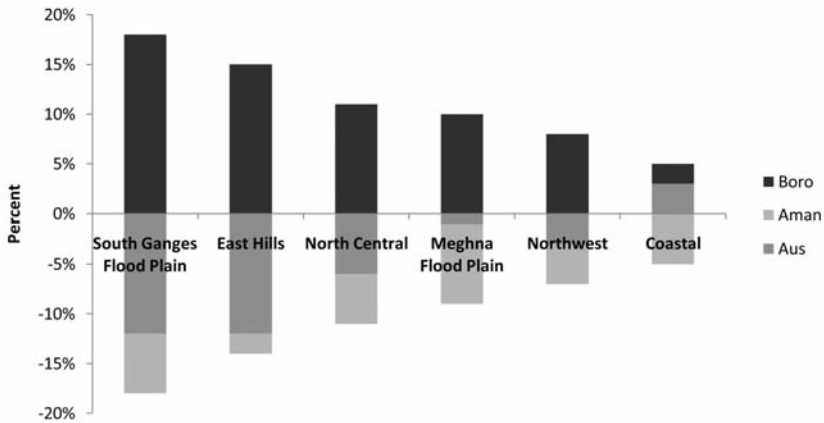 20%
15%
10%
5%
0%
-5%
-10%
-15%
-20%
Percent
South Ganges
Flood Plain
East Hills
North Central
Meghna
Flood Plain
Northwest
Coastal
Boro
Aman
Aus